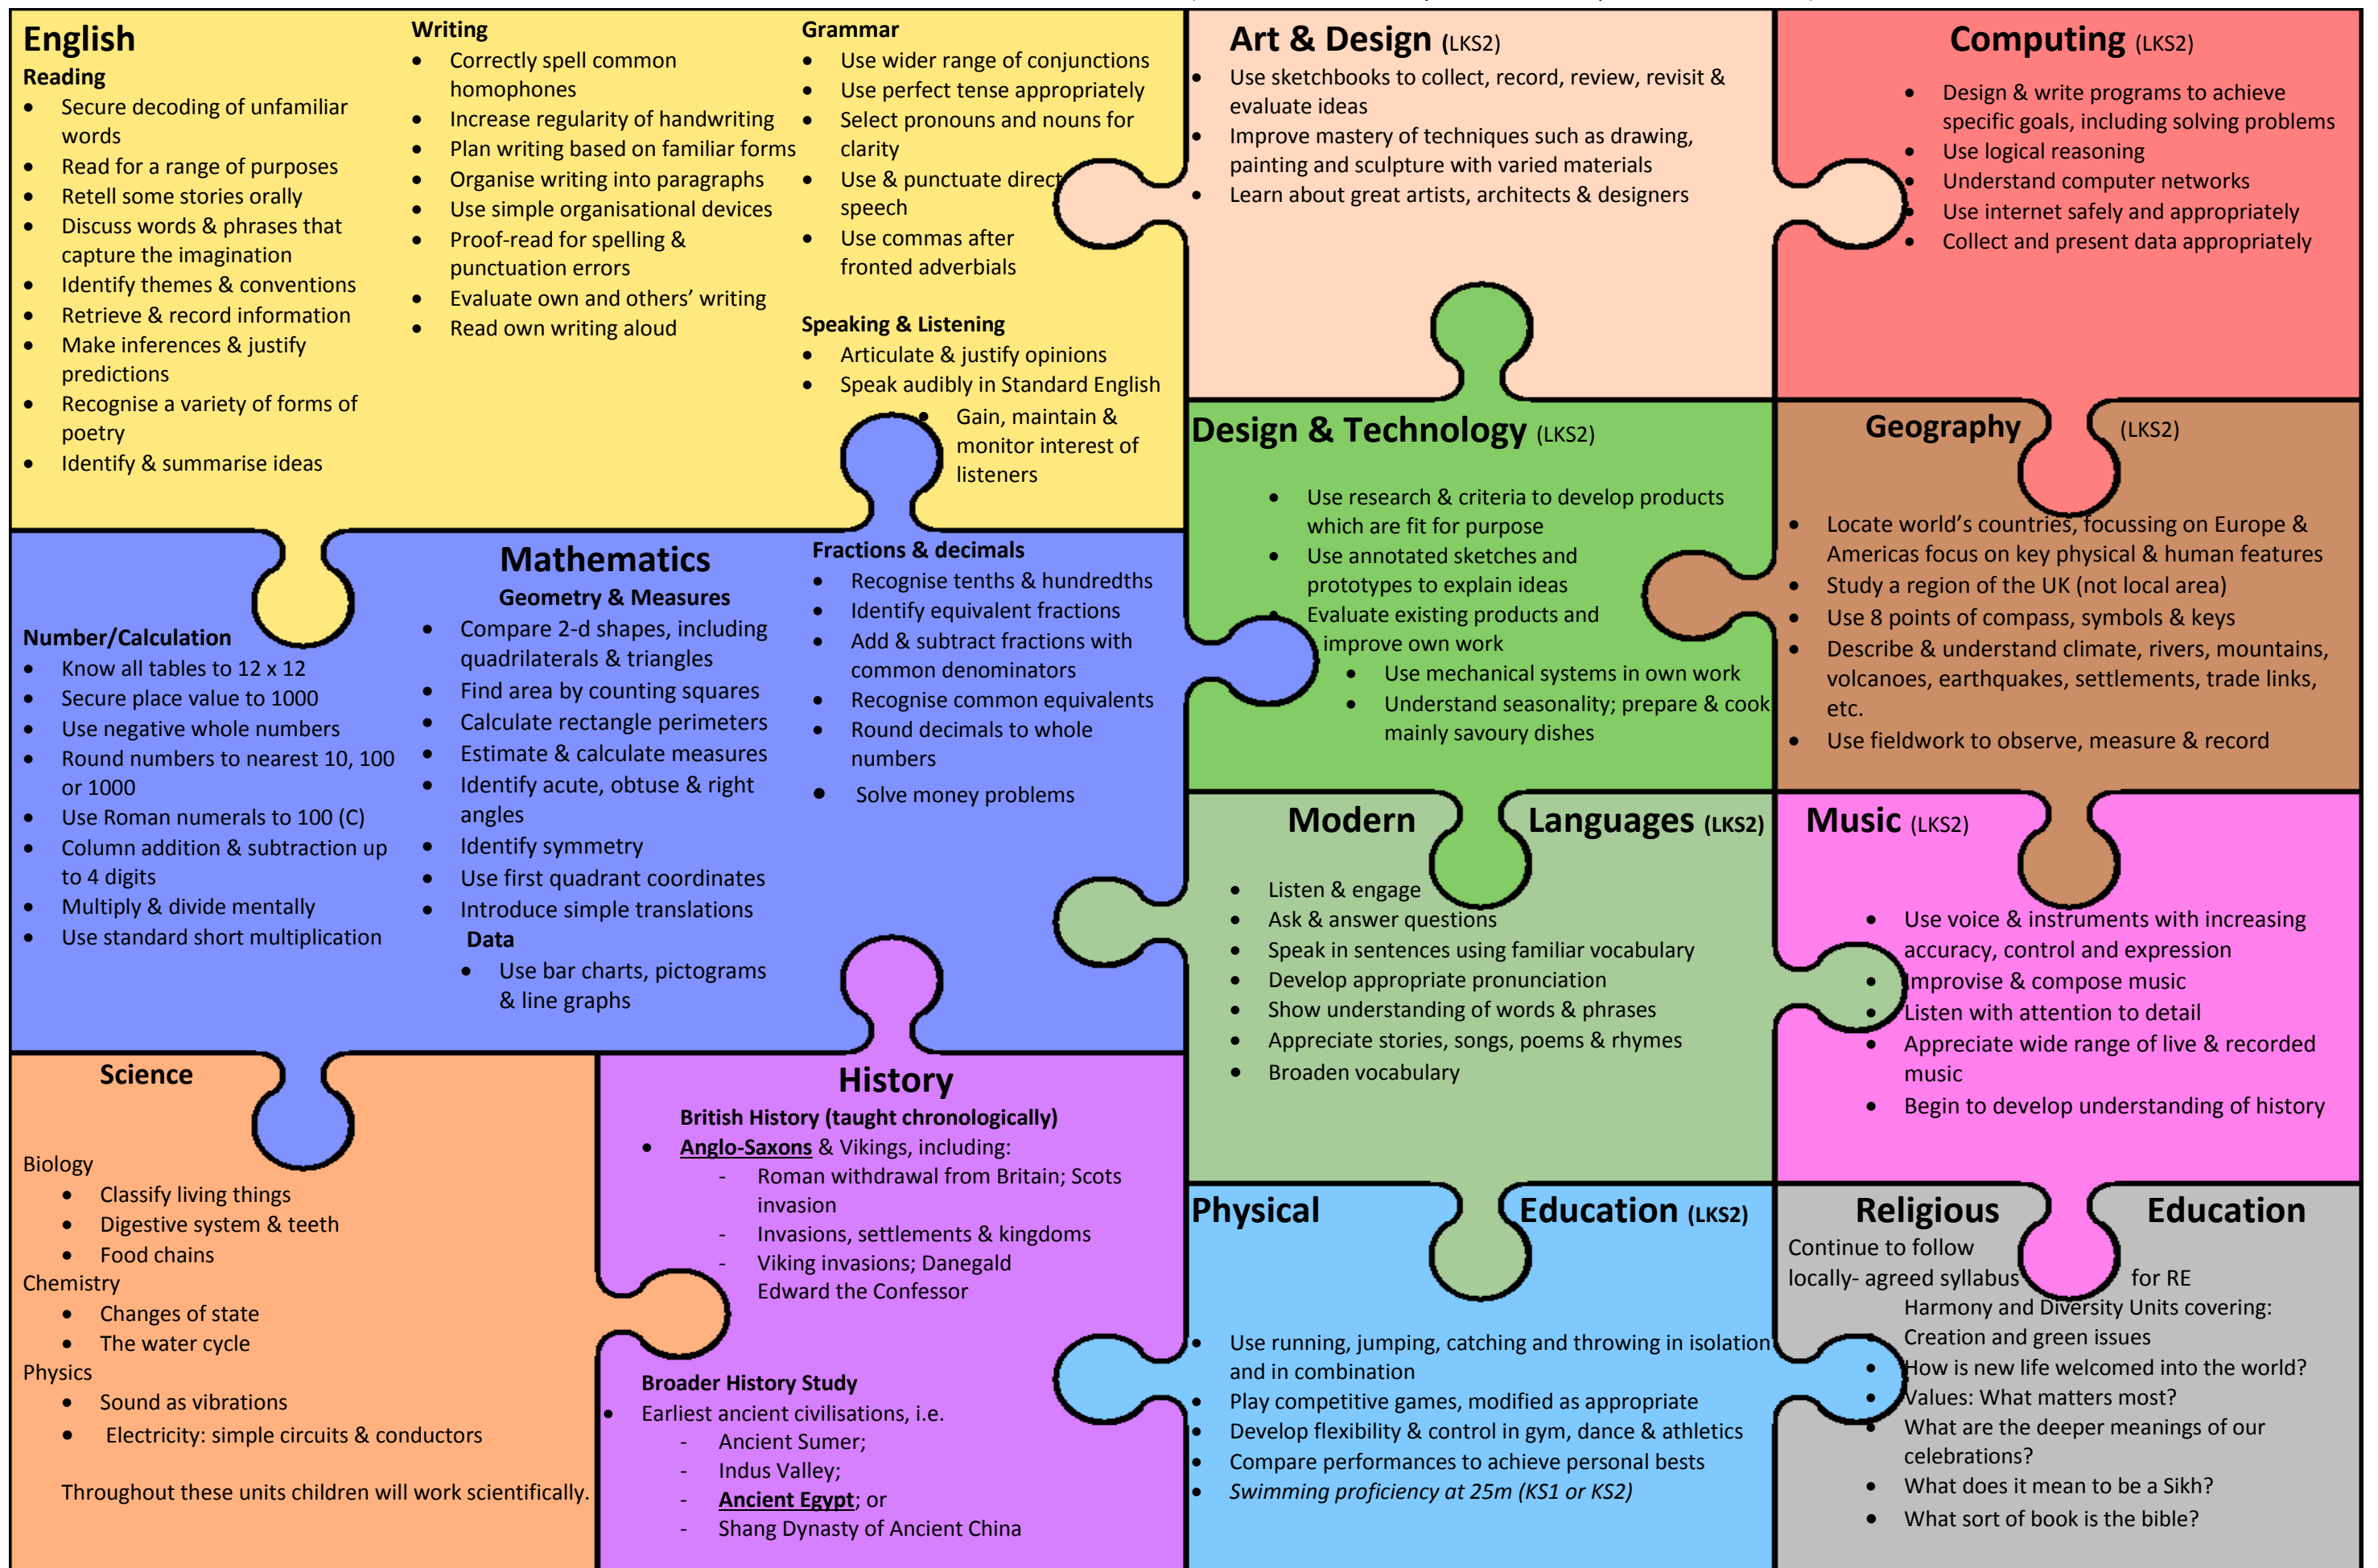 English
Reading
• Secure decoding of unfamiliar
words
• Read for a range of purposes
• Retell some stories orally
• Discuss words & phrases that
capture the imagination
• Identify themes & conventions
• Retrieve & record information
• Make inferences & justify
predictions
• Recognise a variety of forms of
poetry
• Identify & summarise ideas
Writing
• Correctly spell common
homophones
• Increase regularity of handwriting
• Plan writing based on familiar forms
• Organise writing into paragraphs
• Use simple organisational devices
• Proof-read for spelling &
punctuation errors
• Evaluate own and others’ writing
• Read own writing aloud
Grammar
• Use wider range of conjunctions
• Use perfect tense appropriately
• Select pronouns and nouns for
clarity
• Use & punctuate direct
speech
• Use commas after
fronted adverbials
Speaking & Listening
• Articulate & justify opinions
• Speak audibly in Standard English
• Gain, maintain &
monitor interest of
listeners
Art & Design (LKS2)
• Use sketchbooks to collect, record, review, revisit &
evaluate ideas
• Improve mastery of techniques such as drawing,
painting and sculpture with varied materials
• Learn about great artists, architects & designers
Computing (LKS2)
• Design & write programs to achieve
specific goals, including solving problems
• Use logical reasoning
• Understand computer networks
• Use internet safely and appropriately
• Collect and present data appropriately
Mathematics
Number/Calculation
• Know all tables to 12 x 12
• Secure place value to 1000
• Use negative whole numbers
• Round numbers to nearest 10, 100
or 1000
• Use Roman numerals to 100 (C)
• Column addition & subtraction up
to 4 digits
• Multiply & divide mentally
• Use standard short multiplication
Geometry & Measures
• Compare 2-d shapes, including
quadrilaterals & triangles
• Find area by counting squares
• Calculate rectangle perimeters
• Estimate & calculate measures
• Identify acute, obtuse & right
angles
• Identify symmetry
• Use first quadrant coordinates
• Introduce simple translations
Data
• Use bar charts, pictograms
& line graphs
Fractions & decimals
• Recognise tenths & hundredths
• Identify equivalent fractions
• Add & subtract fractions with
common denominators
• Recognise common equivalents
• Round decimals to whole
numbers
• Solve money problems
Design & Technology (LKS2)
• Use research & criteria to develop products
which are fit for purpose
• Use annotated sketches and
prototypes to explain ideas
• Evaluate existing products and
improve own work
• Use mechanical systems in own work
• Understand seasonality; prepare & cook
mainly savoury dishes
Geography (LKS2)
• Locate world’s countries, focussing on Europe &
Americas focus on key physical & human features
• Study a region of the UK (not local area)
• Use 8 points of compass, symbols & keys
• Describe & understand climate, rivers, mountains,
volcanoes, earthquakes, settlements, trade links,
etc.
• Use fieldwork to observe, measure & record
Modern Languages (LKS2)
• Listen & engage
• Ask & answer questions
• Speak in sentences using familiar vocabulary
• Develop appropriate pronunciation
• Show understanding of words & phrases
• Appreciate stories, songs, poems & rhymes
• Broaden vocabulary
Music (LKS2)
• Use voice & instruments with increasing
accuracy, control and expression
• Improvise & compose music
• Listen with attention to detail
• Appreciate wide range of live & recorded
music
• Begin to develop understanding of history
Science
Biology
• Classify living things
• Digestive system & teeth
• Food chains
Chemistry
• Changes of state
• The water cycle
Physics
• Sound as vibrations
• Electricity: simple circuits & conductors
Throughout these units children will work scientifically.
History
British History (taught chronologically)
• Anglo-Saxons & Vikings, including:
- Roman withdrawal from Britain; Scots
invasion
- Invasions, settlements & kingdoms
- Viking invasions; Danegald
Edward the Confessor
Broader History Study
• Earliest ancient civilisations, i.e.
- Ancient Sumer;
- Indus Valley;
- Ancient Egypt; or
- Shang Dynasty of Ancient China
Physical Education (LKS2)
• Use running, jumping, catching and throwing in isolation
and in combination
• Play competitive games, modified as appropriate
• Develop flexibility & control in gym, dance & athletics
• Compare performances to achieve personal bests
• Swimming proficiency at 25m (KS1 or KS2)
Religious Education
Continue to follow
locally- agreed syllabus for RE
Harmony and Diversity Units covering:
Creation and green issues
• How is new life welcomed into the world?
• Values: What matters most?
• What are the deeper meanings of our
celebrations?
• What does it mean to be a Sikh?
• What sort of book is the bible?